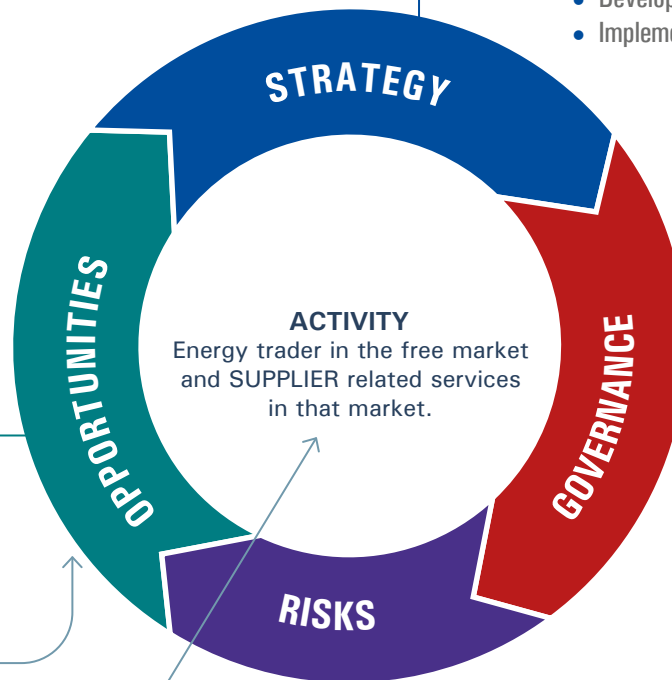 STRATEGY
OPPORTUNITIES
ACTIVITY
Energy trader in the free market
and SUPPLIER related services
in that market.
GOVERNANCE
RISKS